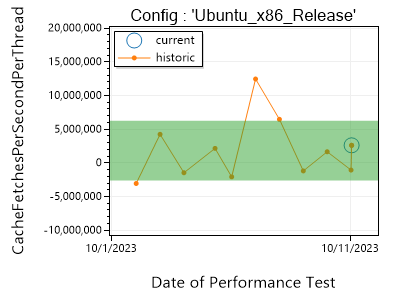 Config : 'Ubuntu_x86_Release'
current
historic
CacheFetchesPerSecondPerThread
20,000,000
15,000,000
10,000,000
5,000,000
0
-5,000,000
-10,000,000
10/1/2023
10/11/2023
Date of Performance Test